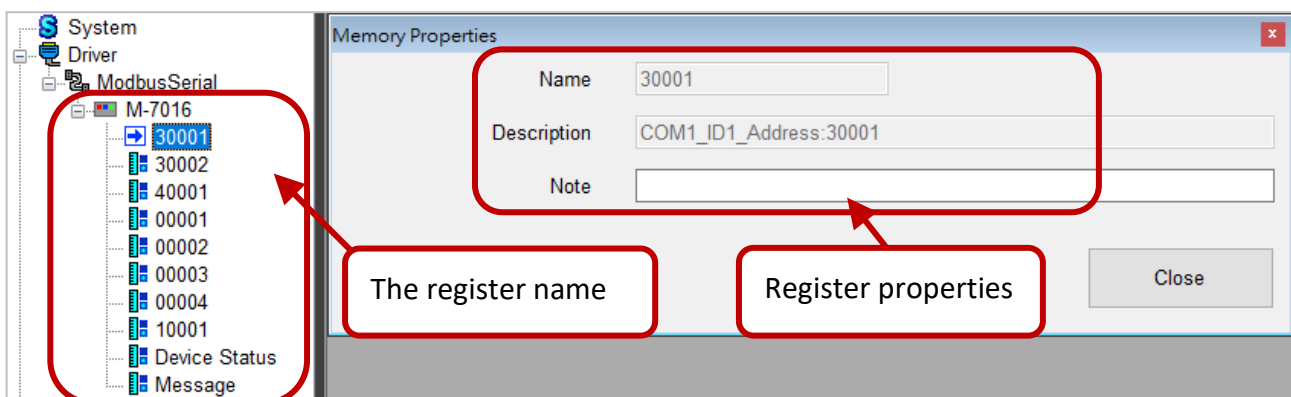 System
Driver
ModbusSerial
M-7016
30001
30002
40001
00001
00002
00003
00004
10001
Device Status
Message
Memory Properties
x
Name
30001
Description
COM1_ID1_Address:30001
Note
Close
The register name
Register properties